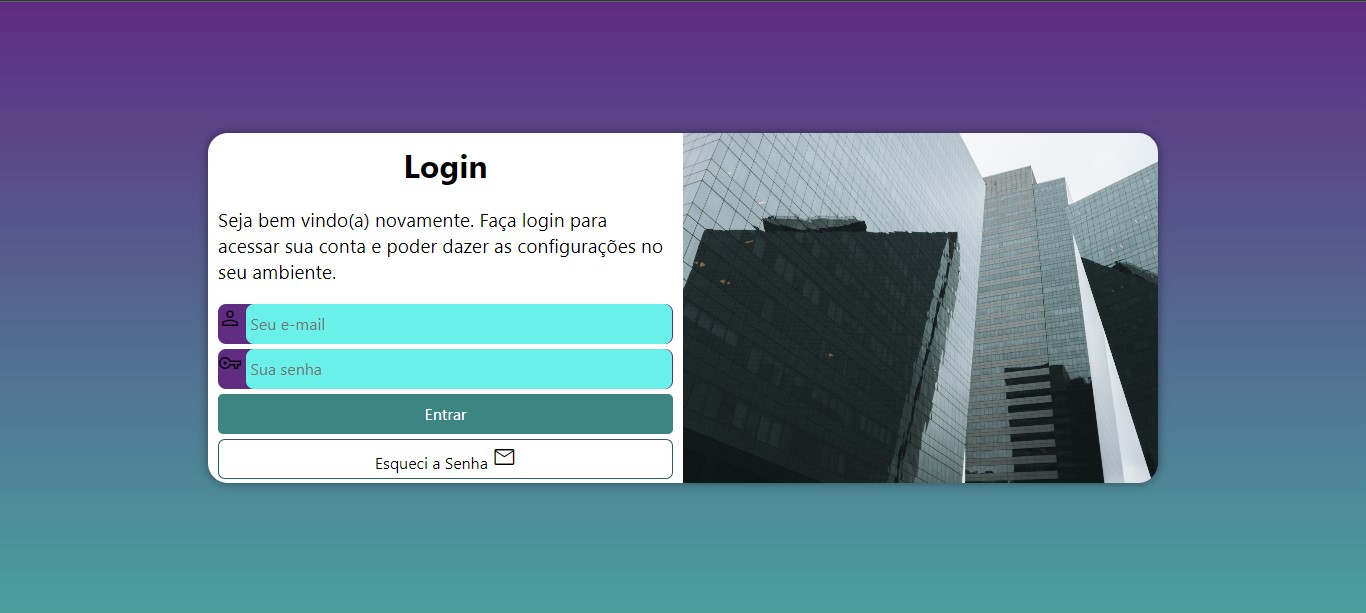 Login
Seja bem vindo(a) novamente. Faça login para
acessar sua conta e poder dazer as configurações no
seu ambiente.
Seu e-mail
Sua senha
Entrar
Esqueci a Senha